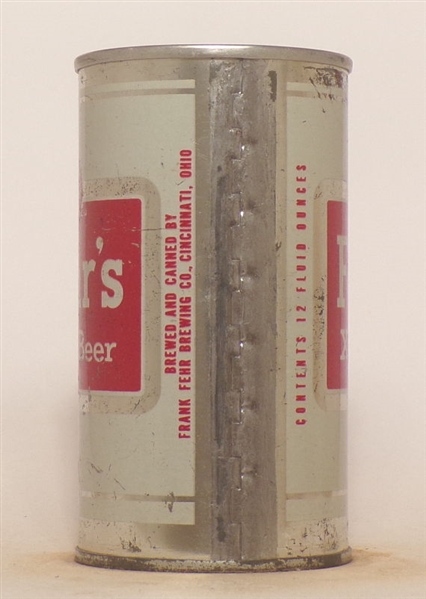 r's
Beer
BREWED AND CANNED BY
FRANK FEHR BREWING CO., CINCINNATI, OHIO
CONTENTS 12 FLUID OUNCES
F
X